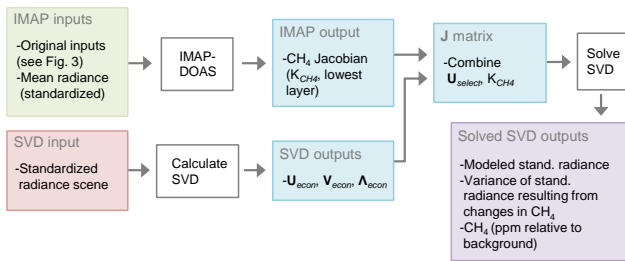 IMAP inputs
-Original inputs
(see Fig. 3)
-Mean radiance
(standardized)
IMAP-
DOAS
IMAP output
-CH4 Jacobian
(KCH4, lowest
layer)
J matrix
-Combine
Uselect, KCH4
Solve
SVD
SVD input
-Standardized
radiance scene
Calculate
SVD
SVD outputs
-Uecon, Vecon, Λecon
Solved SVD outputs
-Modeled stand. radiance
-Variance of stand.
radiance resulting from
changes in CH4
-CH4 (ppm relative to
background)